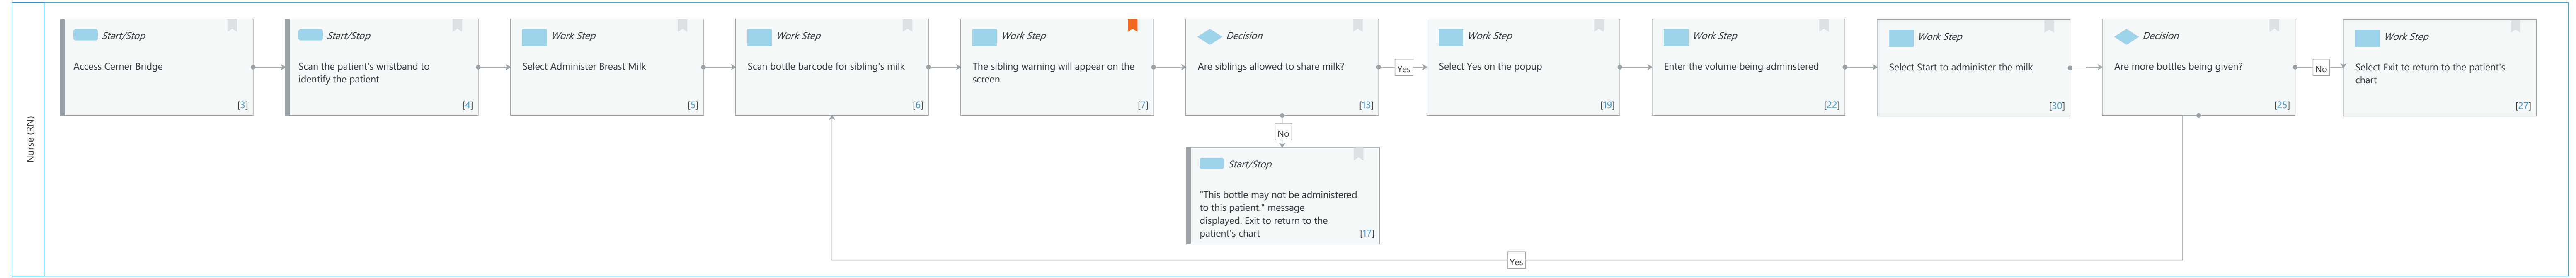 Nurse (RN)
Start/Stop
Access Cerner Bridge
[3]
Start/Stop
Scan the patient's wristband to
identify the patient
[4]
Work Step
Select Administer Breast Milk
[5]
Work Step
Scan bottle barcode for sibling's milk
[6]
Work Step
The sibling warning will appear on the
screen
[7]
Decision
Are siblings allowed to share milk?
[13]
Yes
Work Step
Select Yes on the popup
[19]
Work Step
Enter the volume being adminstered
[22]
Work Step
Select Start to administer the milk
[30]
Decision
Are more bottles being given?
[25]
No
Work Step
Select Exit to return to the patient's
chart
[27]
No
Start/Stop
"This bottle may not be administered
to this patient." message
displayed. Exit to return to the
patient's chart
[17]
Yes